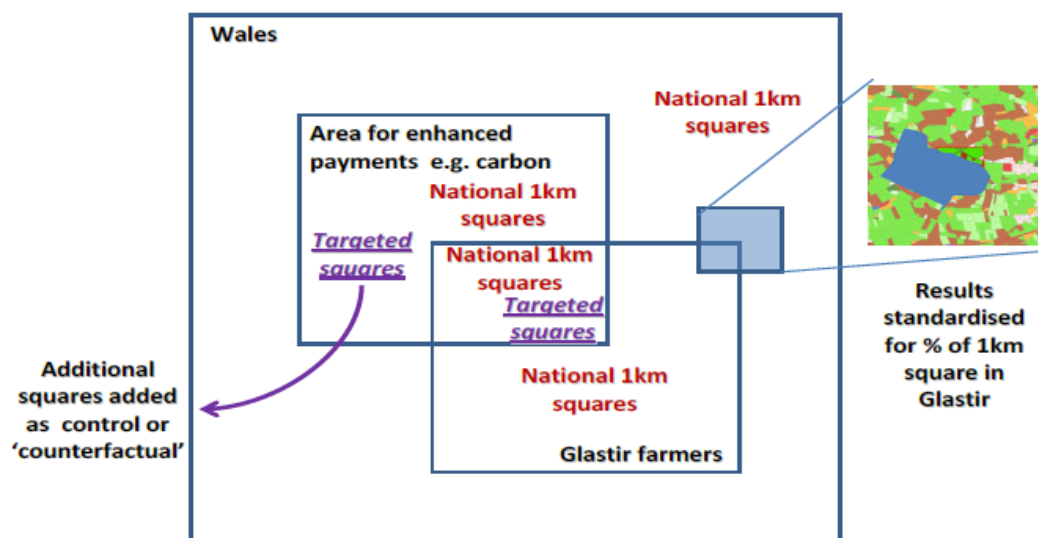 Wales
National 1km
squares
Area for enhanced
payments e.g. carbon
National 1km
squares
Targeted
squares
National 1km
squares
Targeted
squares
National 1km
squares
Glastir farmers
Additional
squares added
as control or
‘counterfactual’
Results
standardised
for % of 1km
square in
Glastir